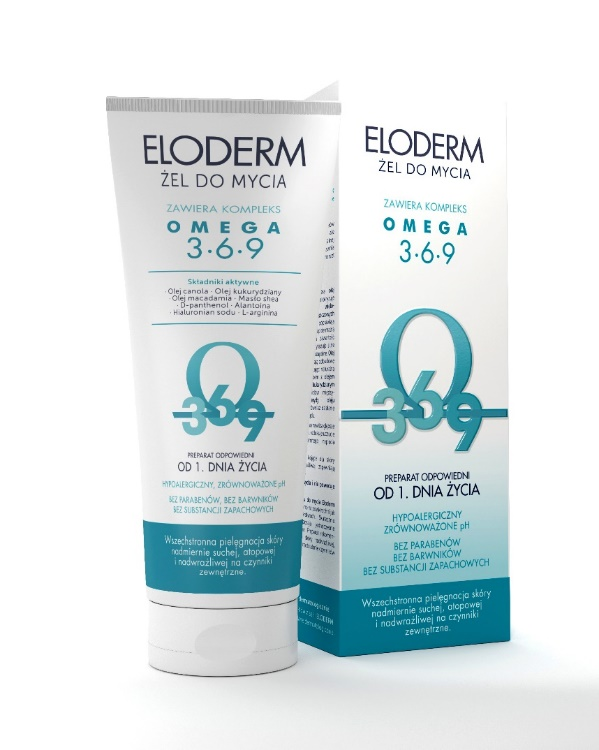 ELODERM
ŻEL DO MYCIA
ZAWIERA KOMPLEKS
OMEGA
3·6·9
Składniki aktywne
· Olej canola · Olej kukurydziany
· Olej macadamia · Masło shea
· D-panthenol · Alantoina
· Hialuronian sodu · L-arginina
369
PREPARAT ODPOWIEDNI
OD 1. DNIA ŻYCIA
HYPOALERGICZNY, ZRÓWNOWAŻONE pH
BEZ PARABENÓW, BEZ BARWNIKÓW
BEZ SUBSTANCJI ZAPACHOWYCH
Wszechstronna pielęgnacja skóry
nadmiernie suchej, atopowej
i nadwrażliwej na czynniki
zewnętrzne.
ELODERM
ŻEL DO MYCIA
ZAWIERA KOMPLEKS
OMEGA
3·6·9
369
PREPARAT ODPOWIEDNI
OD 1. DNIA ŻYCIA
HYPOALERGICZNY
ZRÓWNOWAŻONE pH
BEZ PARABENÓW
BEZ BARWNIKÓW
BEZ SUBSTANCJI ZAPACHOWYCH
Wszechstronna pielęgnacja skóry
nadmiernie suchej, atopowej
i nadwrażliwej na czynniki
zewnętrzne.